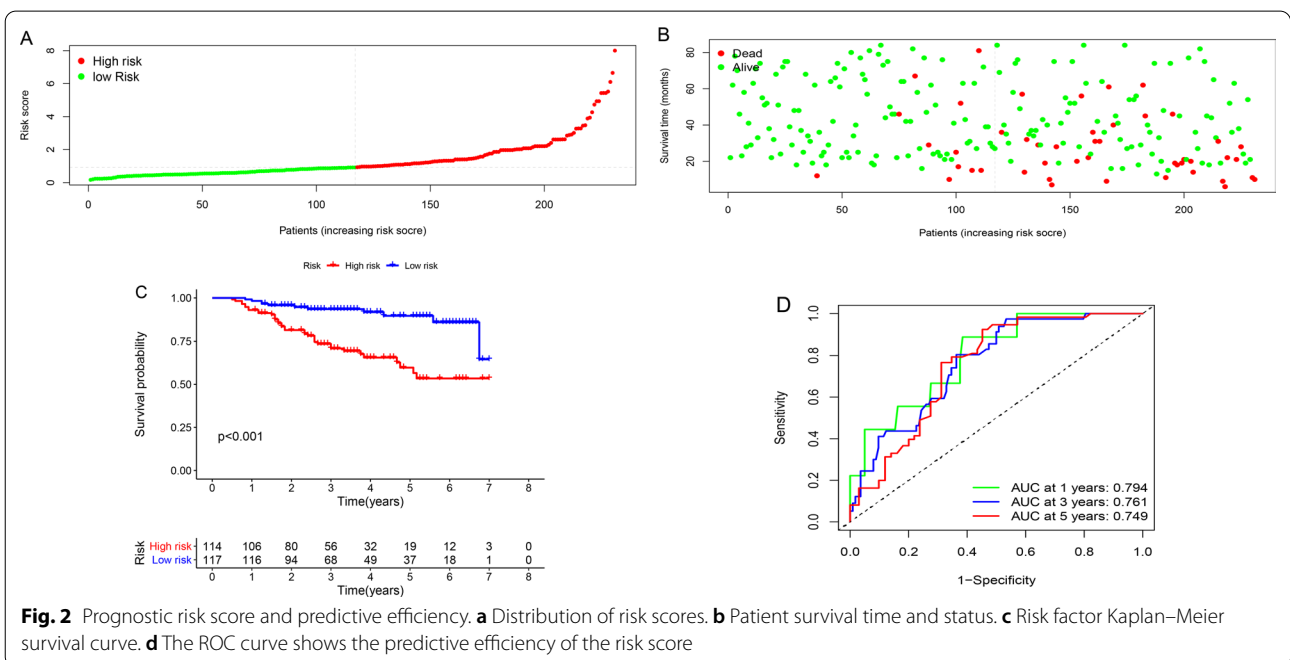 A
High risk
low Risk
Risk score
8
6
4
2
0
0 50 100 150 200
Patients (increasing risk socre)
B
Dead
Alive
Survival time (months)
80
60
40
20
0 50 100 150 200
Patients (increasing risk socre)
C
Risk High risk Low risk
Survival probability
1.00
0.75
0.50
0.25
0.00
p<0.001
0 1 2 3 4 5 6 7 8
Time(years)
Risk
High risk 114 106 80 56 32 19 12 3 0
Low risk 117 116 94 68 49 37 18 1 0
0 1 2 3 4 5 6 7 8
Time(years)
D
Sensitivity
1.0
0.8
0.6
0.4
0.2
0.0
AUC at 1 years: 0.794
AUC at 3 years: 0.761
AUC at 5 years: 0.749
0.0 0.2 0.4 0.6 0.8 1.0
1−Specificity
Fig. 2 Prognostic risk score and predictive efficiency. a Distribution of risk scores. b Patient survival time and status. c Risk factor Kaplan–Meier
survival curve. d The ROC curve shows the predictive efficiency of the risk score